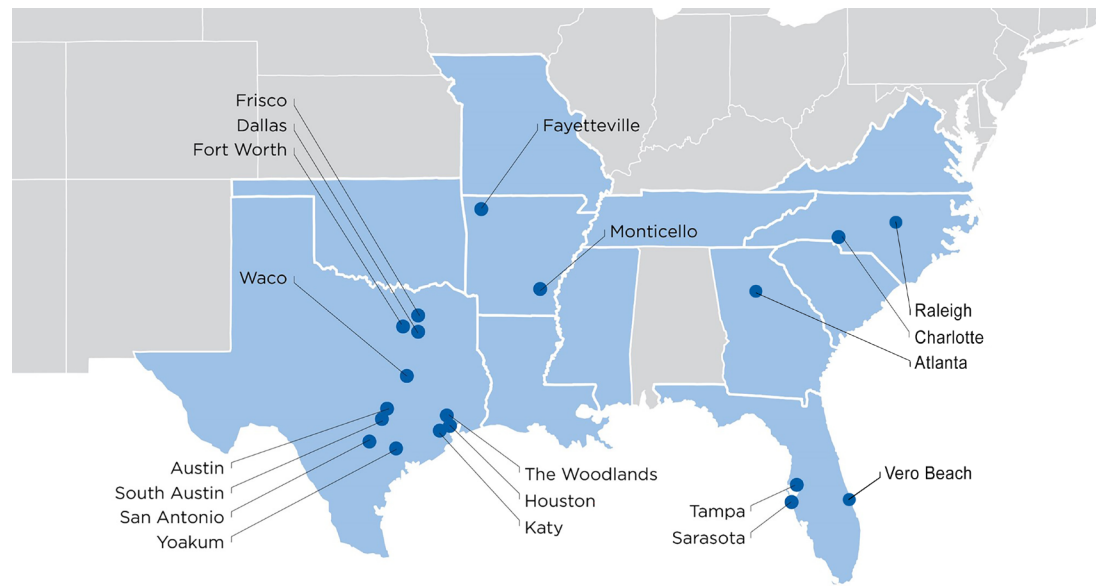 Frisco
Dallas
Fort Worth
Fayetteville
Monticello
Waco
Raleigh
Charlotte
Atlanta
Austin
South Austin
San Antonio
Yoakum
The Woodlands
Houston
Katy
Vero Beach
Tampa
Sarasota